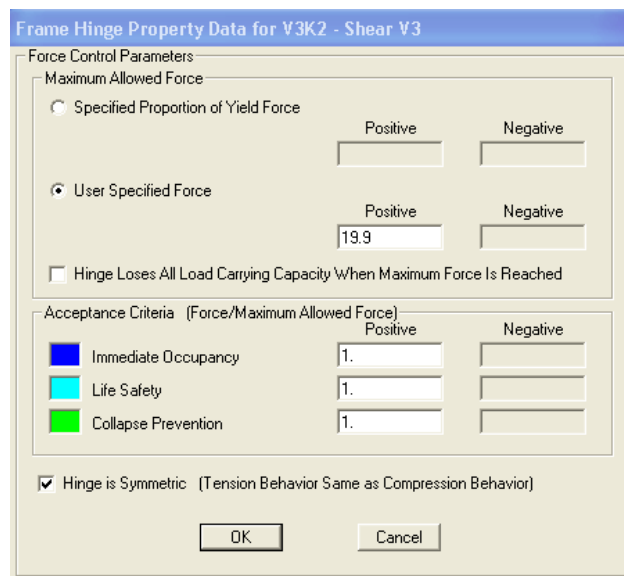 Frame Hinge Property Data for V3K2 - Shear V3
Force Control Parameters
Maximum Allowed Force
Specified Proportion of Yield Force
Positive Negative
User Specified Force
Positive Negative
19.9
Hinge Loses All Load Carrying Capacity When Maximum Force Is Reached
Acceptance Criteria (Force/Maximum Allowed Force)
Positive Negative
Immediate Occupancy 1.
Life Safety 1.
Collapse Prevention 1.
Hinge is Symmetric (Tension Behavior Same as Compression Behavior)
OK Cancel